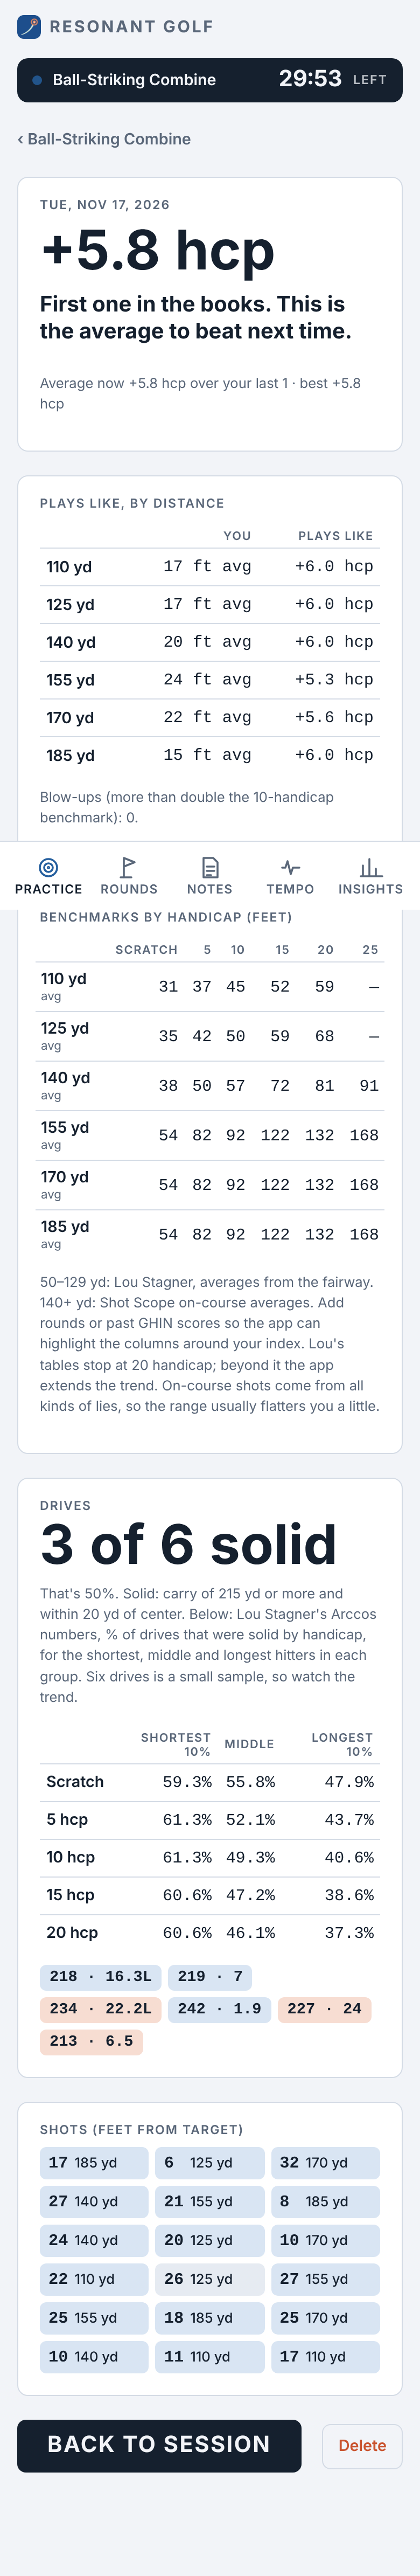 RESONANT GOLF
Ball-Striking Combine 29:53 LEFT
‹ Ball-Striking Combine
TUE, NOV 17, 2026
+5.8 hcp
First one in the books. This is
the average to beat next time.
Average now +5.8 hcp over your last 1 · best +5.8
hcp
PLAYS LIKE, BY DISTANCE
YOU PLAYS LIKE
110 yd 17 ft avg +6.0 hcp
125 yd 17 ft avg +6.0 hcp
140 yd 20 ft avg +6.0 hcp
155 yd 24 ft avg +5.3 hcp
170 yd 22 ft avg +5.6 hcp
185 yd 15 ft avg +6.0 hcp
Blow-ups (more than double the 10-handicap
benchmark): 0.
PRACTICE ROUNDS NOTES TEMPO INSIGHTS
BENCHMARKS BY HANDICAP (FEET)
SCRATCH 5 10 15 20 25
110 yd 31 37 45 52 59 –
avg
125 yd 35 42 50 59 68 –
avg
140 yd 38 50 57 72 81 91
avg
155 yd 54 82 92 122 132 168
avg
170 yd 54 82 92 122 132 168
avg
185 yd 54 82 92 122 132 168
avg
50–129 yd: Lou Stagner, averages from the fairway.
140+ yd: Shot Scope on-course averages. Add
rounds or past GHIN scores so the app can
highlight the columns around your index. Lou's
tables stop at 20 handicap; beyond it the app
extends the trend. On-course shots come from all
kinds of lies, so the range usually flatters you a little.
DRIVES
3 of 6 solid
That's 50%. Solid: carry of 215 yd or more and
within 20 yd of center. Below: Lou Stagner's Arccos
numbers, % of drives that were solid by handicap,
for the shortest, middle and longest hitters in each
group. Six drives is a small sample, so watch the
trend.
SHORTEST MIDDLE LONGEST
10% 10%
Scratch 59.3% 55.8% 47.9%
5 hcp 61.3% 52.1% 43.7%
10 hcp 61.3% 49.3% 40.6%
15 hcp 60.6% 47.2% 38.6%
20 hcp 60.6% 46.1% 37.3%
218 · 16.3L 219 · 7
234 · 22.2L 242 · 1.9 227 · 24
213 · 6.5
SHOTS (FEET FROM TARGET)
17 185 yd 6 125 yd 32 170 yd
27 140 yd 21 155 yd 8 185 yd
24 140 yd 20 125 yd 10 170 yd
22 110 yd 26 125 yd 27 155 yd
25 155 yd 18 185 yd 25 170 yd
10 140 yd 11 110 yd 17 110 yd
BACK TO SESSION Delete